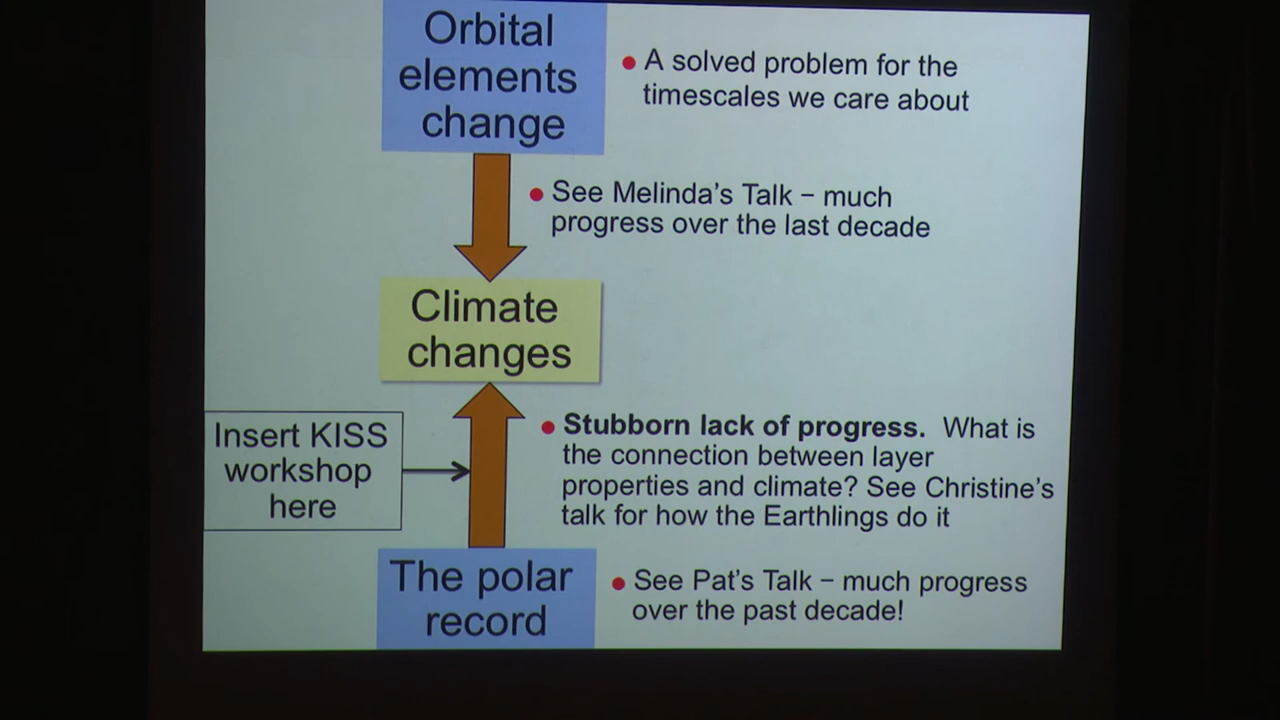 Orbital
elements
change
A solved problem for the
timescales we care about
See Melinda's Talk – much
progress over the last decade
Climate
changes
Insert KISS
workshop
here
Stubborn lack of progress. What is
the connection between layer
properties and climate? See Christine's
talk for how the Earthlings do it
The polar
record
See Pat's Talk – much progress
over the past decade!